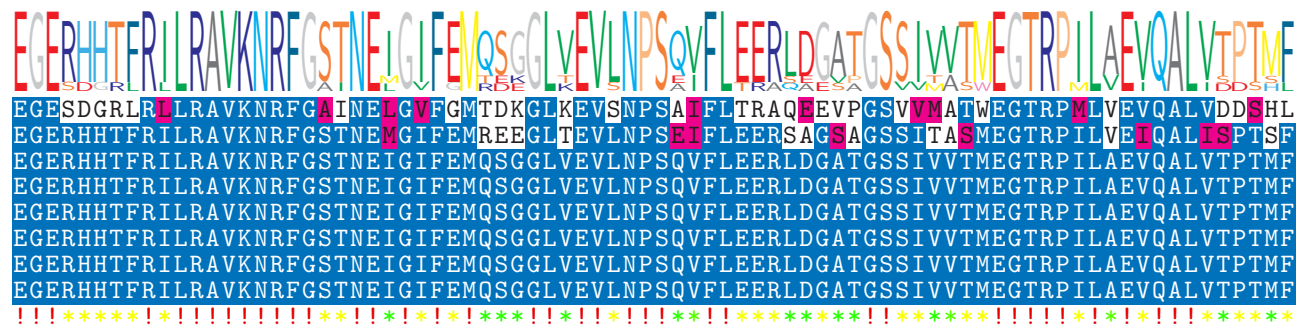 EGERHHTFRILRAVKNRFGSTNEIGIFEMQSGGLVEVLNPSQVFLEERLDGATGSSIVVTMEGTRPILAEVQALVTPTMF
EGESDGRLRLLRAVKNRFGAINELGVFGMTDKGLKEVSNPSAIFLTRAQEEVPGSVVMATWEGTRPMLVEVQALVDDSHL
EGERHHTFRILRAVKNRFGSTNEMGIFEMREEGLTEVLNPSEIFLEERSAGSAGSSITASMEGTRPILVEIQALISPTSF
EGERHHTFRILRAVKNRFGSTNEIGIFEMQSGGLVEVLNPSQVFLEERLDGATGSSIVVTMEGTRPILAEVQALVTPTMF
EGERHHTFRILRAVKNRFGSTNEIGIFEMQSGGLVEVLNPSQVFLEERLDGATGSSIVVTMEGTRPILAEVQALVTPTMF
EGERHHTFRILRAVKNRFGSTNEIGIFEMQSGGLVEVLNPSQVFLEERLDGATGSSIVVTMEGTRPILAEVQALVTPTMF
EGERHHTFRILRAVKNRFGSTNEIGIFEMQSGGLVEVLNPSQVFLEERLDGATGSSIVVTMEGTRPILAEVQALVTPTMF
EGERHHTFRILRAVKNRFGSTNEIGIFEMQSGGLVEVLNPSQVFLEERLDGATGSSIVVTMEGTRPILAEVQALVTPTMF
EGERHHTFRILRAVKNRFGSTNEIGIFEMQSGGLVEVLNPSQVFLEERLDGATGSSIVVTMEGTRPILAEVQALVTPTMF
!!!*****!*!!!!!!!!!**!!*!*!*!***!!*!!*!!!**!!********!!******!!!!!*!*!*!!!******